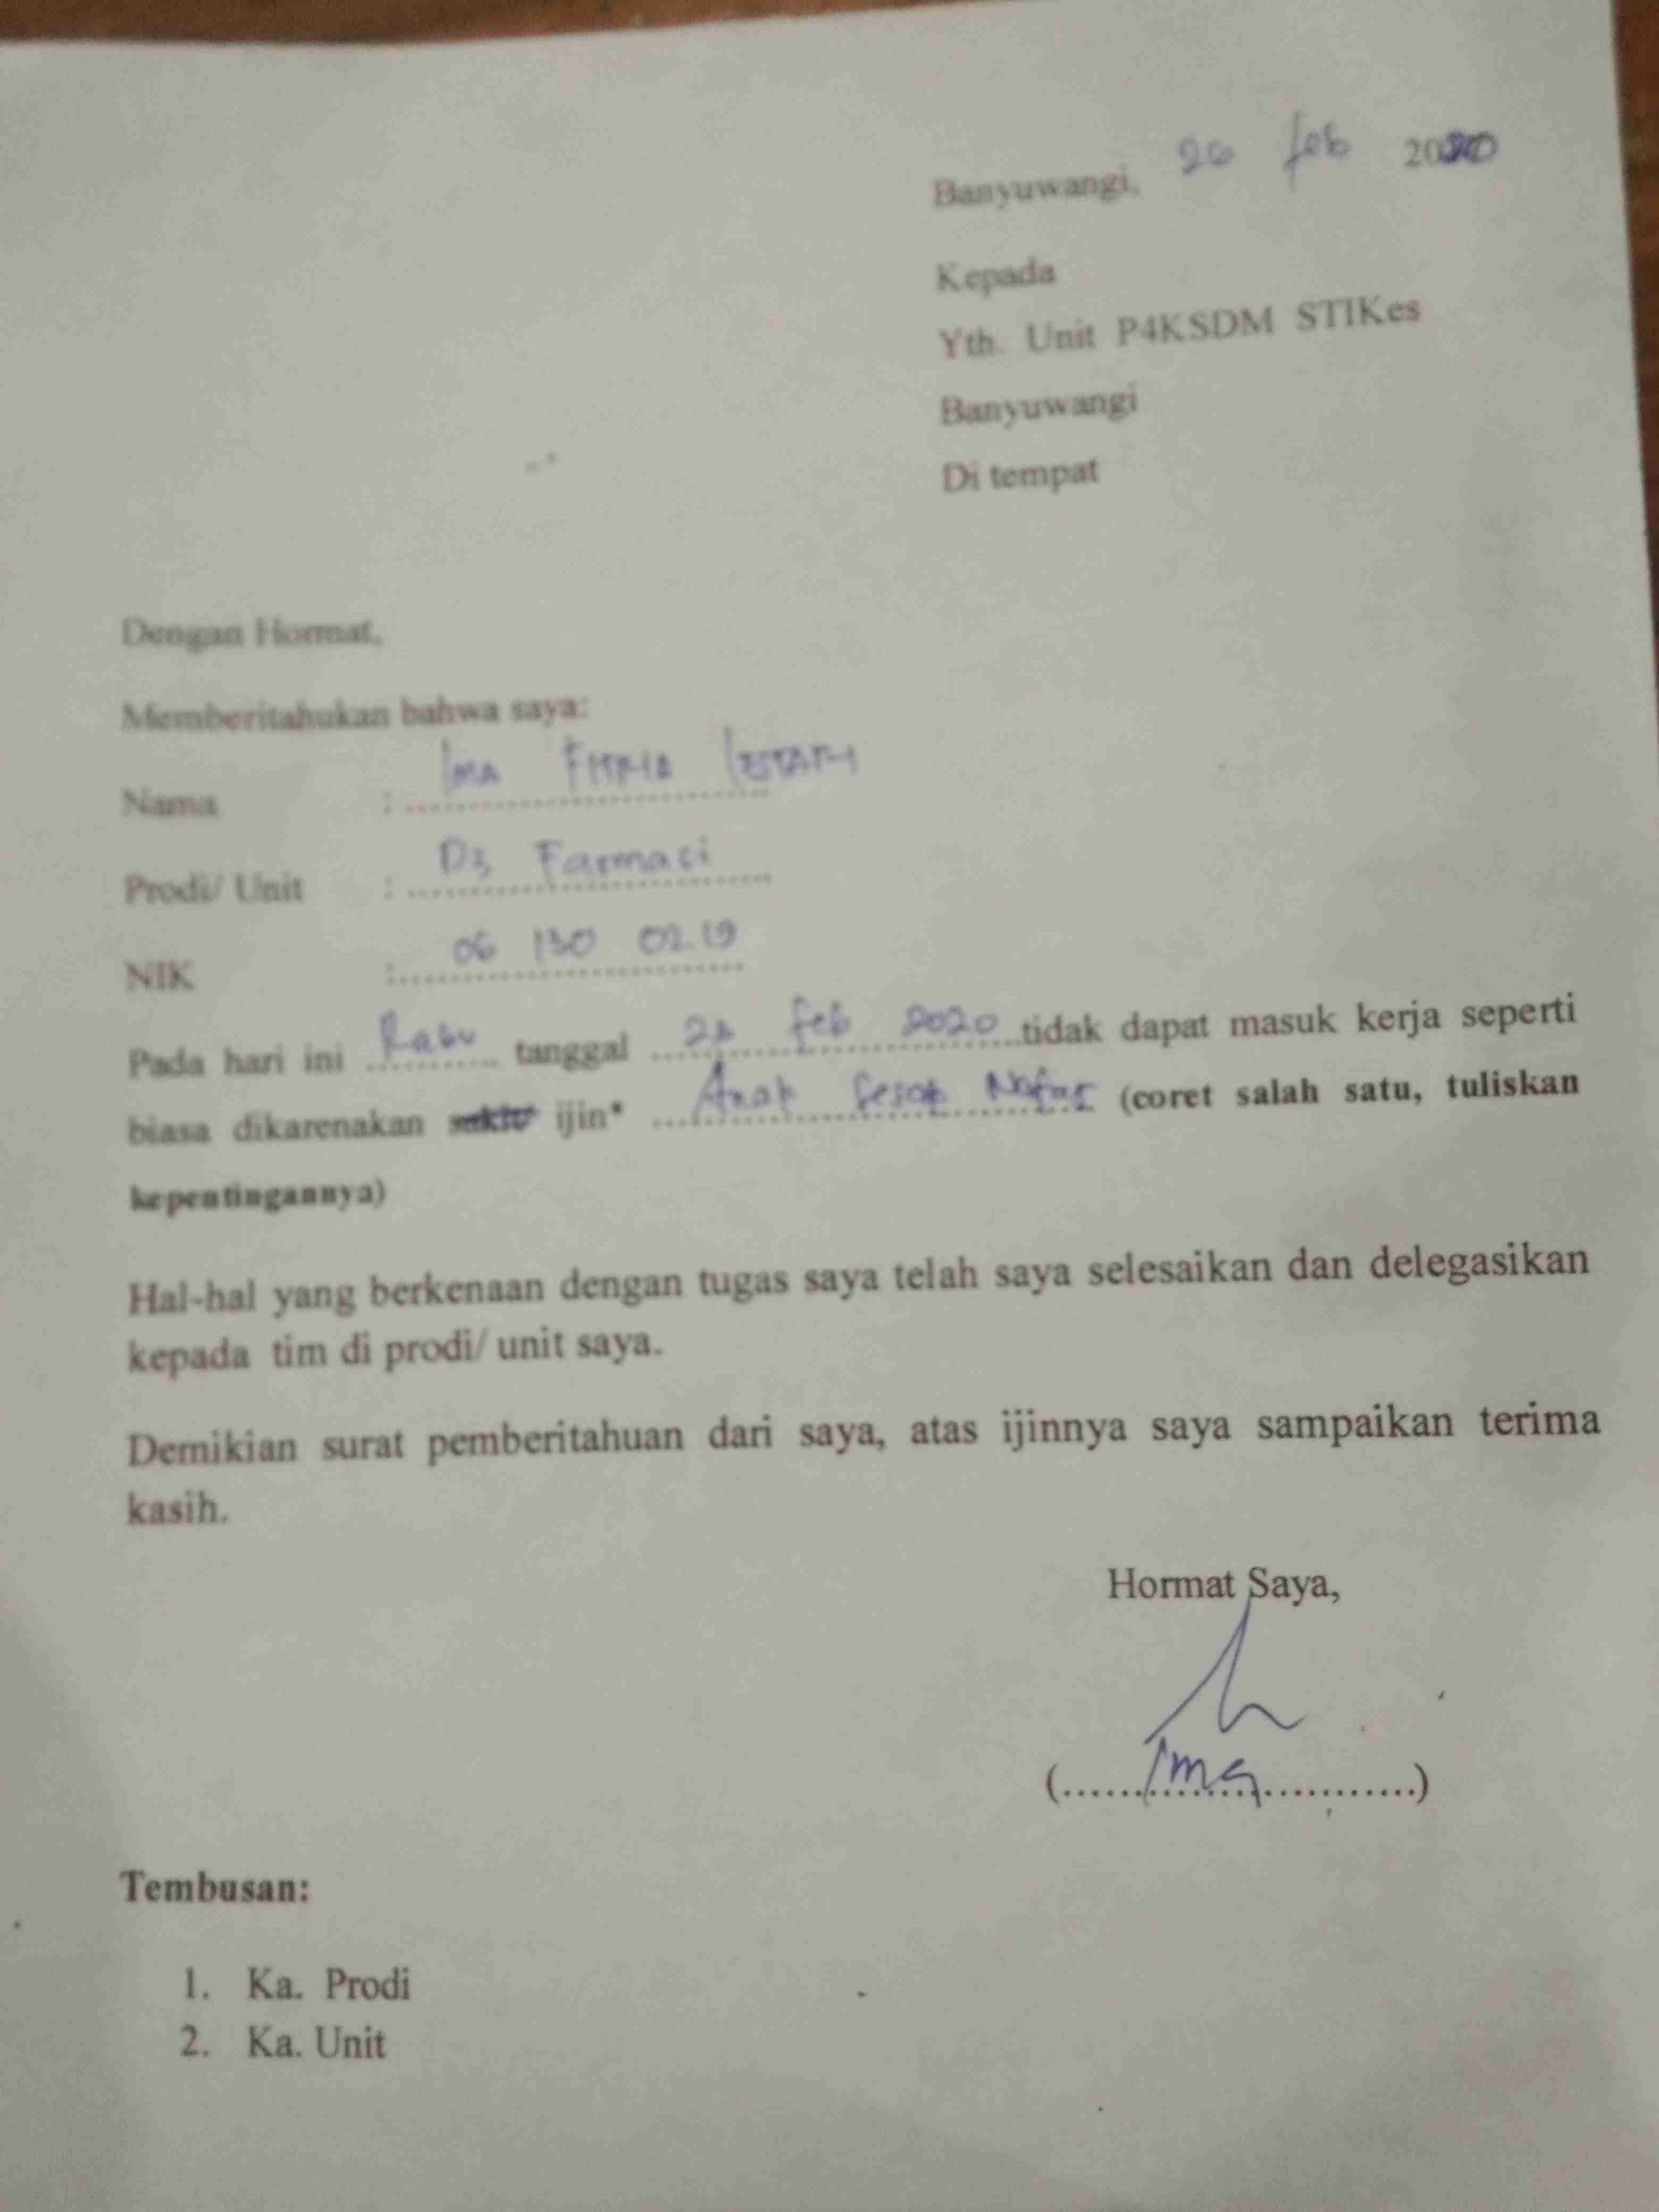 Banyuwangi, 26 feb 2020
Kepada
Yth. Unit P4KSDM STIKes
Banyuwangi
Di tempat
Dengan Hormat,
Memberitahukan bahwa saya:
Nama : IMA FITRIA LESTARI
Prodi/ Unit : D3 Farmasi
NIK : 06 130 02.19
Pada hari ini Rabu tanggal feb 2020 tidak dapat masuk kerja seperti
biasa dikarenakan sakit/ ijin* Anak Sesak Nafas (coret salah satu, tuliskan
kepentingannya)
Hal-hal yang berkenaan dengan tugas saya telah saya selesaikan dan delegasikan
kepada tim di prodi/ unit saya.
Demikian surat pemberitahuan dari saya, atas ijinnya saya sampaikan terima
kasih.
Hormat Saya,
(Ima)
Tembusan:
1. Ka. Prodi
2. Ka. Unit